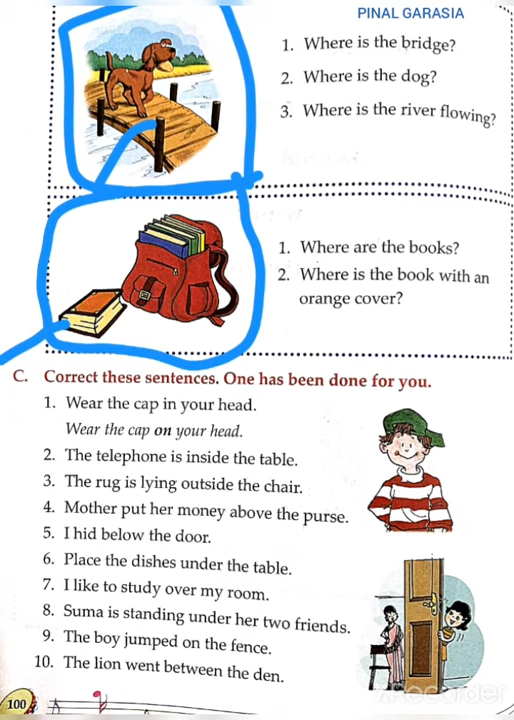 PINAL GARASIA
1. Where is the bridge?
2. Where is the dog?
3. Where is the river flowing?
1. Where are the books?
2. Where is the book with an
orange cover?
C. Correct these sentences. One has been done for you.
1. Wear the cap in your head.
Wear the cap on your head.
2. The telephone is inside the table.
3. The rug is lying outside the chair.
4. Mother put her money above the purse.
5. I hid below the door.
6. Place the dishes under the table.
7. I like to study over my room.
8. Suma is standing under her two friends.
9. The boy jumped on the fence.
10. The lion went between the den.
100
XRecorder